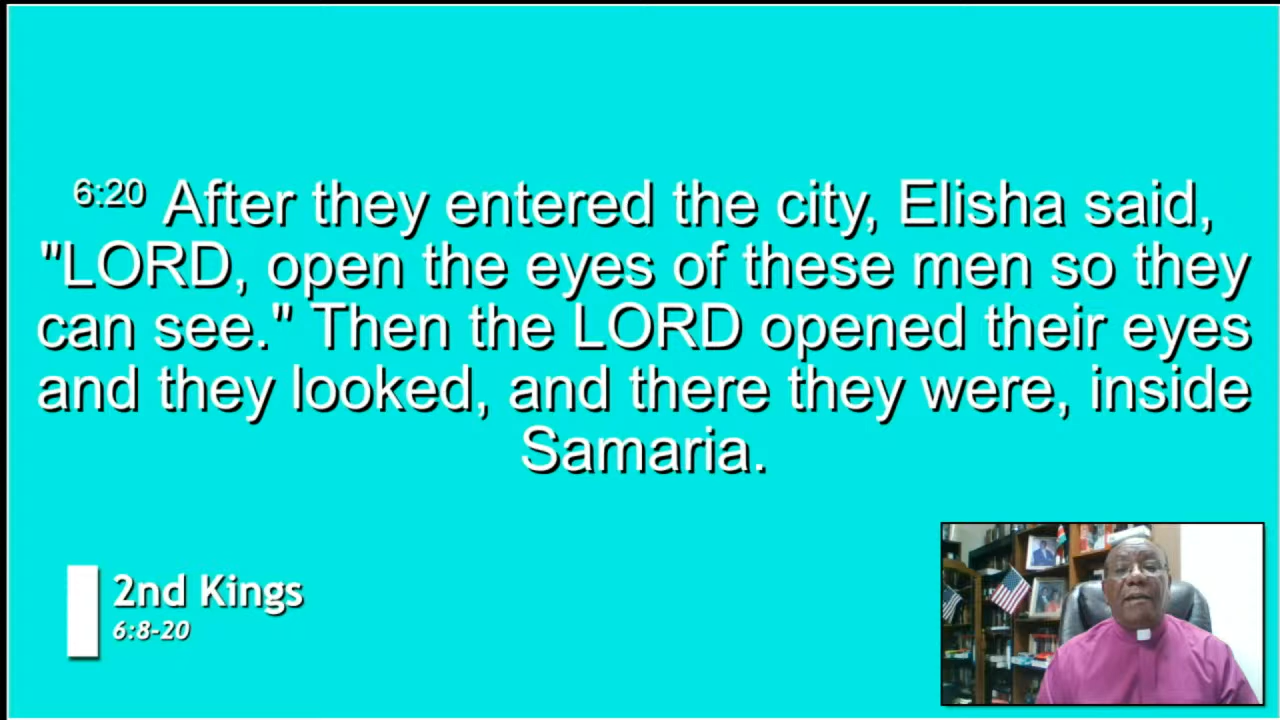 6:20 After they entered the city, Elisha said,
"LORD, open the eyes of these men so they
can see." Then the LORD opened their eyes
and they looked, and there they were, inside
Samaria.
2nd Kings
6:8-20